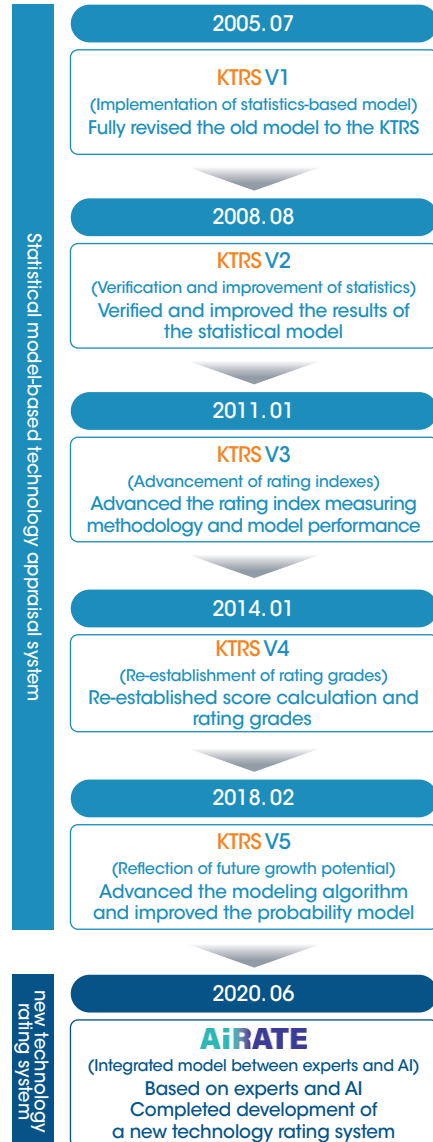 Statistical model-based technology appraisal system
2005. 07
KTRS V1
(Implementation of statistics-based model)
Fully revised the old model to the KTRS
2008. 08
KTRS V2
(Verification and improvement of statistics)
Verified and improved the results of
the statistical model
2011. 01
KTRS V3
(Advancement of rating indexes)
Advanced the rating index measuring
methodology and model performance
2014. 01
KTRS V4
(Re-establishment of rating grades)
Re-established score calculation and
rating grades
2018. 02
KTRS V5
(Reflection of future growth potential)
Advanced the modeling algorithm
and improved the probability model
new technology
rating system
2020. 06
AiRATE
(Integrated model between experts and AI)
Based on experts and AI
Completed development of
a new technology rating system